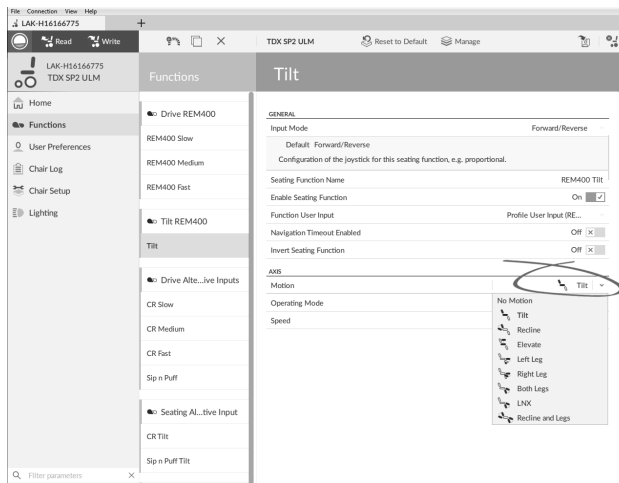 File Connection View Help
LAK-H16166775 +
Read Write TDX SP2 ULM Reset to Default Manage
LAK-H16166775
TDX SP2 ULM
Functions
Tilt
Home
Functions
User Preferences
Chair Log
Chair Setup
Lighting
Filter parameters
Drive REM400
REM400 Slow
REM400 Medium
REM400 Fast
Tilt REM400
Tilt
Drive Alte...ive Inputs
CR Slow
CR Medium
CR Fast
Sip n Puff
Seating Al...tive Input
CR Tilt
Sip n Puff Tilt
GENERAL
Input Mode Forward/Reverse
Default Forward/Reverse
Configuration of the joystick for this seating function, e.g. proportional.
Seating Function Name REM400 Tilt
Enable Seating Function On
Function User Input Profile User Input (RE...
Navigation Timeout Enabled Off
Invert Seating Function Off
AXIS
Motion Tilt
Operating Mode
Speed
No Motion
Tilt
Recline
Elevate
Left Leg
Right Leg
Both Legs
LNX
Recline and Legs